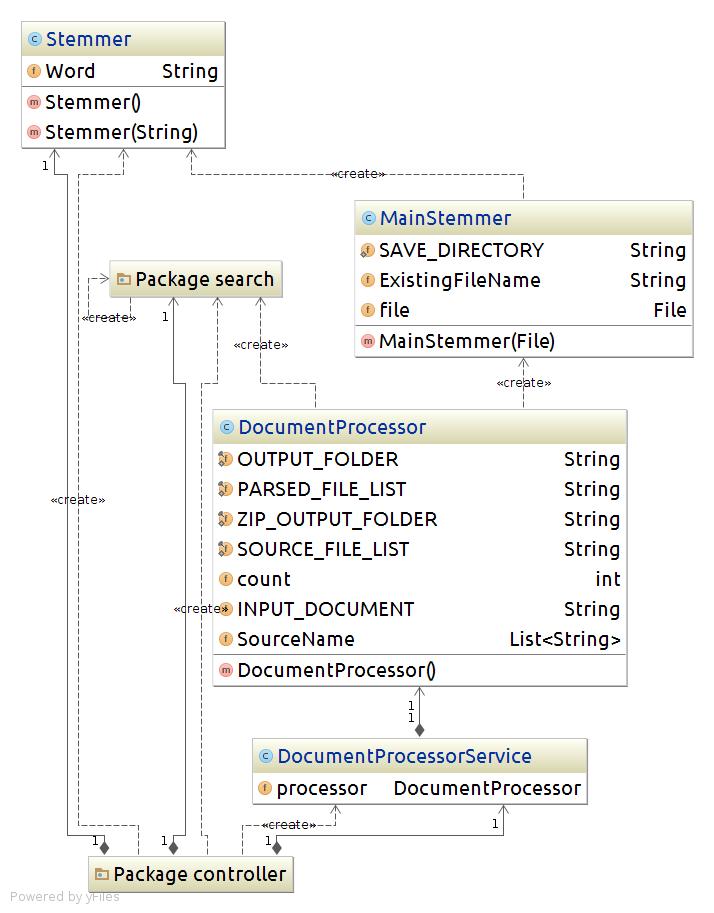 Stemmer
Word String
Stemmer()
Stemmer(String)
1
«create»
MainStemmer
SAVE_DIRECTORY String
ExistingFileName String
file File
MainStemmer(File)
Package search
«create»
1
«create»
«create»
DocumentProcessor
OUTPUT_FOLDER String
PARSED_FILE_LIST String
ZIP_OUTPUT_FOLDER String
SOURCE_FILE_LIST String
count int
INPUT_DOCUMENT String
SourceName List<String>
DocumentProcessor()
«create»
«create»
1
1
DocumentProcessorService
processor DocumentProcessor
«create»
1
1
1
1
Package controller
Powered by yFiles